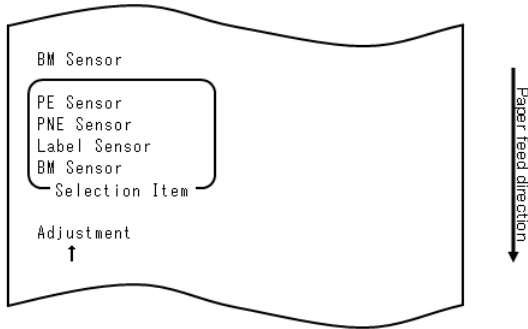 BM Sensor
PE Sensor
PNE Sensor
Label Sensor
BM Sensor
Selection Item
Adjustment
↑
Paper feed direction